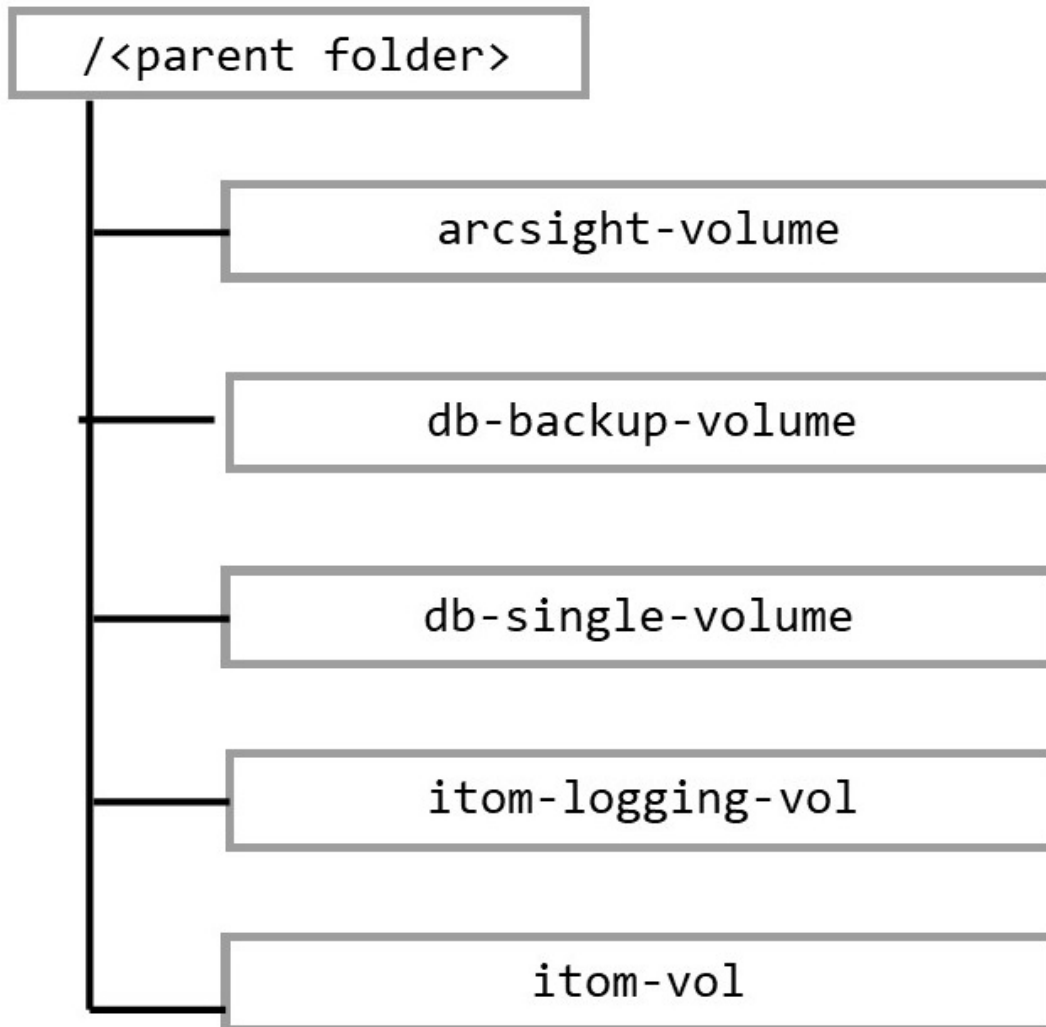 /<parent folder>
arcsight-volume
db-backup-volume
db-single-volume
itom-logging-vol
itom-vol